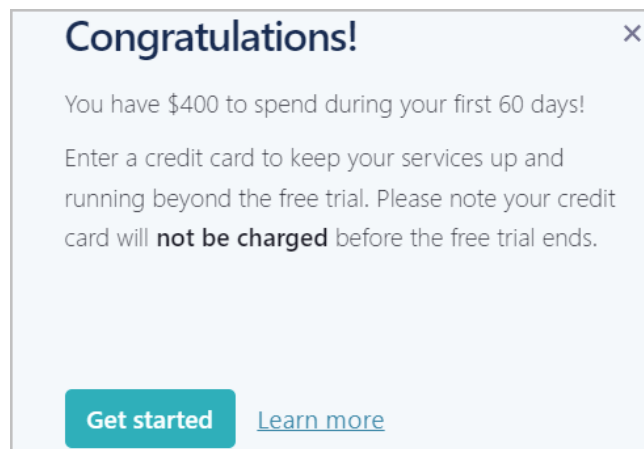 Congratulations!
You have $400 to spend during your first 60 days!
Enter a credit card to keep your services up and
running beyond the free trial. Please note your credit
card will not be charged before the free trial ends.
Get started
Learn more